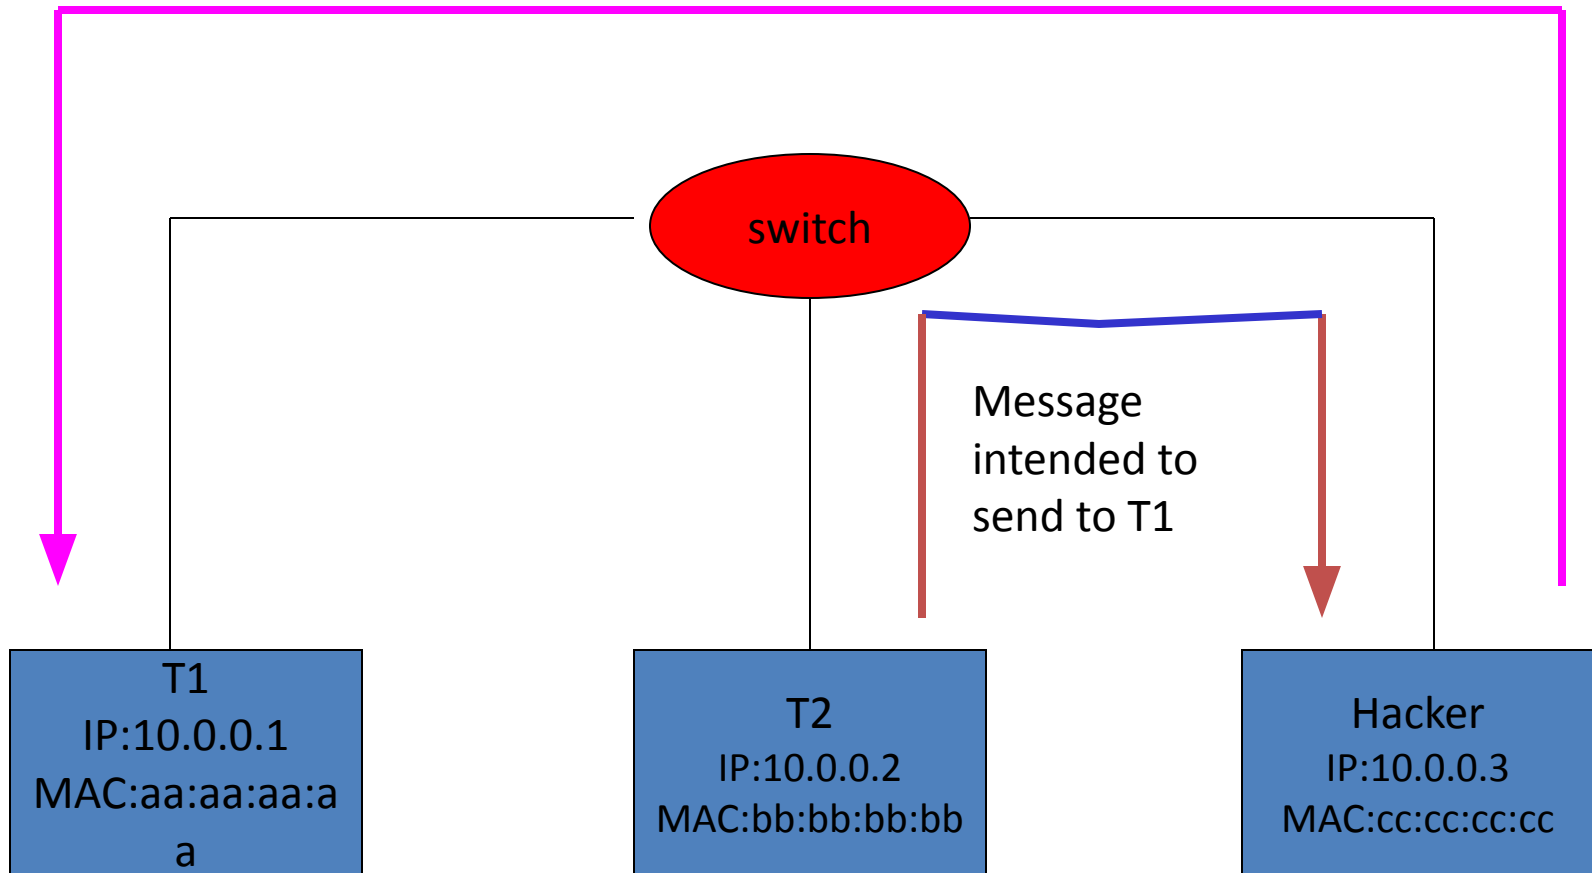 switch
Message
intended to
send to T1
T1
IP:10.0.0.1
MAC:aa:aa:aa:a
a
T2
IP:10.0.0.2
MAC:bb:bb:bb:bb
Hacker
IP:10.0.0.3
MAC:cc:cc:cc:cc